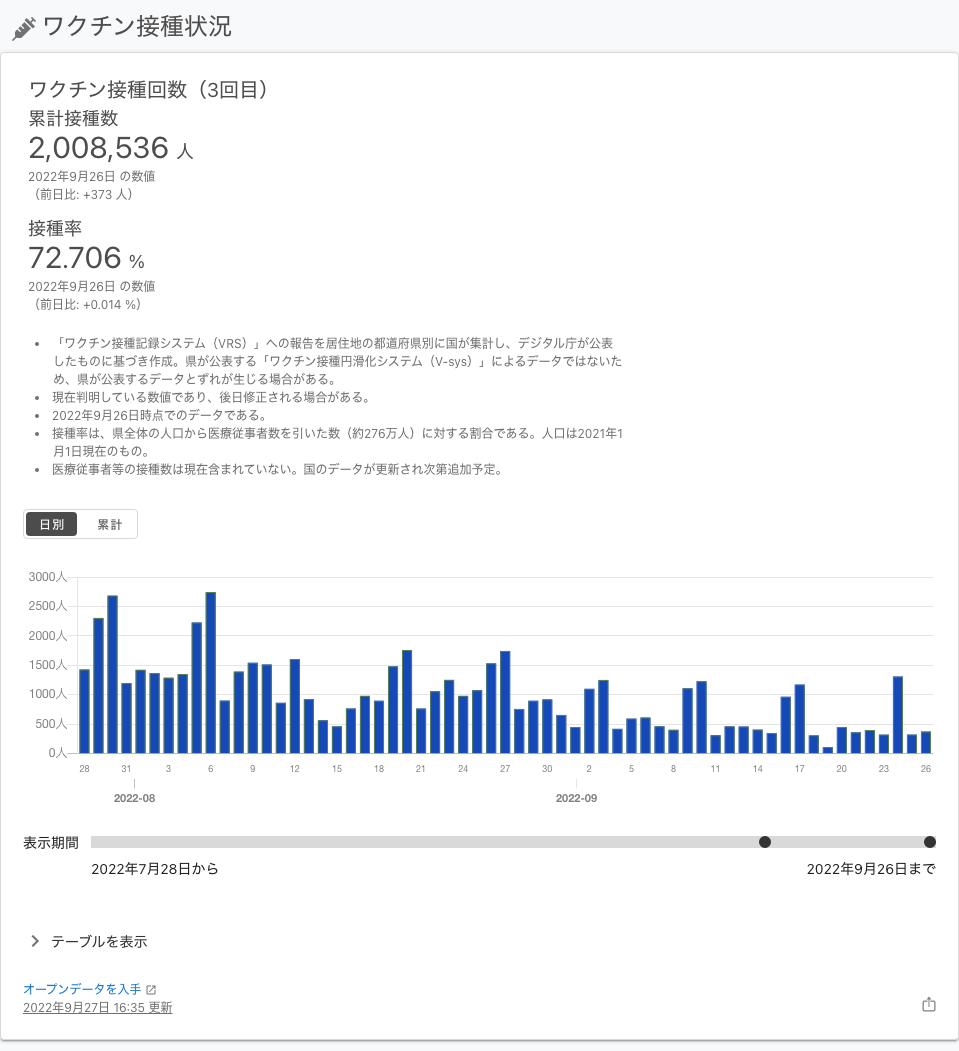 ワクチン接種状況
ワクチン接種回数（3回目）
累計接種数
2,008,536 人
2022年9月26日 の数値
（前日比: +373 人）
接種率
72.706 %
2022年9月26日 の数値
（前日比: +0.014 %）
• 「ワクチン接種記録システム（VRS）」への報告を居住地の都道府県別に国が集計し、デジタル庁が公表
したものに基づき作成。県が公表する「ワクチン接種円滑化システム（V-sys）」によるデータではないた
め、県が公表するデータとずれが生じる場合がある。
• 現在判明している数値であり、後日修正される場合がある。
• 2022年9月26日時点でのデータである。
• 接種率は、県全体の人口から医療従事者数を引いた数（約276万人）に対する割合である。人口は2021年1
月1日現在のもの。
• 医療従事者等の接種数は現在含まれていない。国のデータが更新され次第追加予定。
日別 累計
3000人
2500人
2000人
1500人
1000人
500人
0人
28 31 3 6 9 12 15 18 21 24 27 30 2 5 8 11 14 17 20 23 26
2022-08 2022-09
表示期間
2022年7月28日から 2022年9月26日まで
テーブルを表示
オープンデータを入手
2022年9月27日 16:35 更新